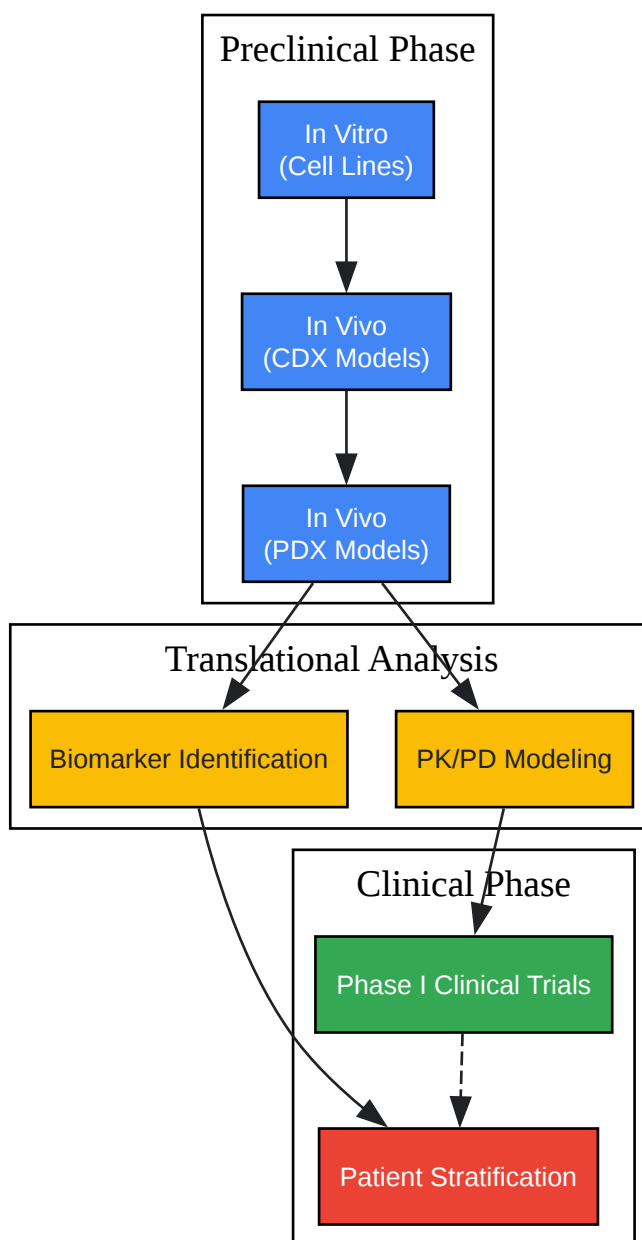 Preclinical Phase
In Vitro
(Cell Lines)
In Vivo
(CDX Models)
In Vivo
(PDX Models)
Translational Analysis
Biomarker Identification
PK/PD Modeling
Clinical Phase
Phase I Clinical Trials
Patient Stratification